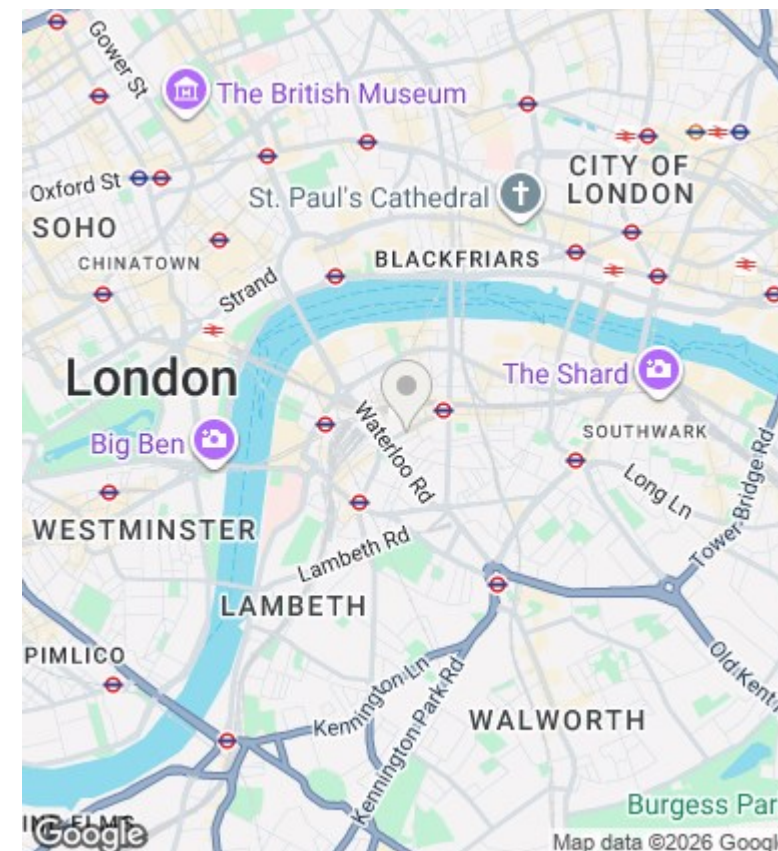 Gower St
The British Museum
Oxford St
St. Paul's Cathedral
CITY OF
LONDON
SOHO
CHINATOWN
BLACKFRIARS
Strand
London
The Shard
Big Ben
Waterloo Rd
SOUTHWARK
Long Ln
Tower Bridge Rd
WESTMINSTER
Lambeth Rd
LAMBETH
PIMLICO
Kennington Ln
Kennington Park Rd
WALWORTH
Old Kent
Burgess Par
Google
Map data ©2026 Googl